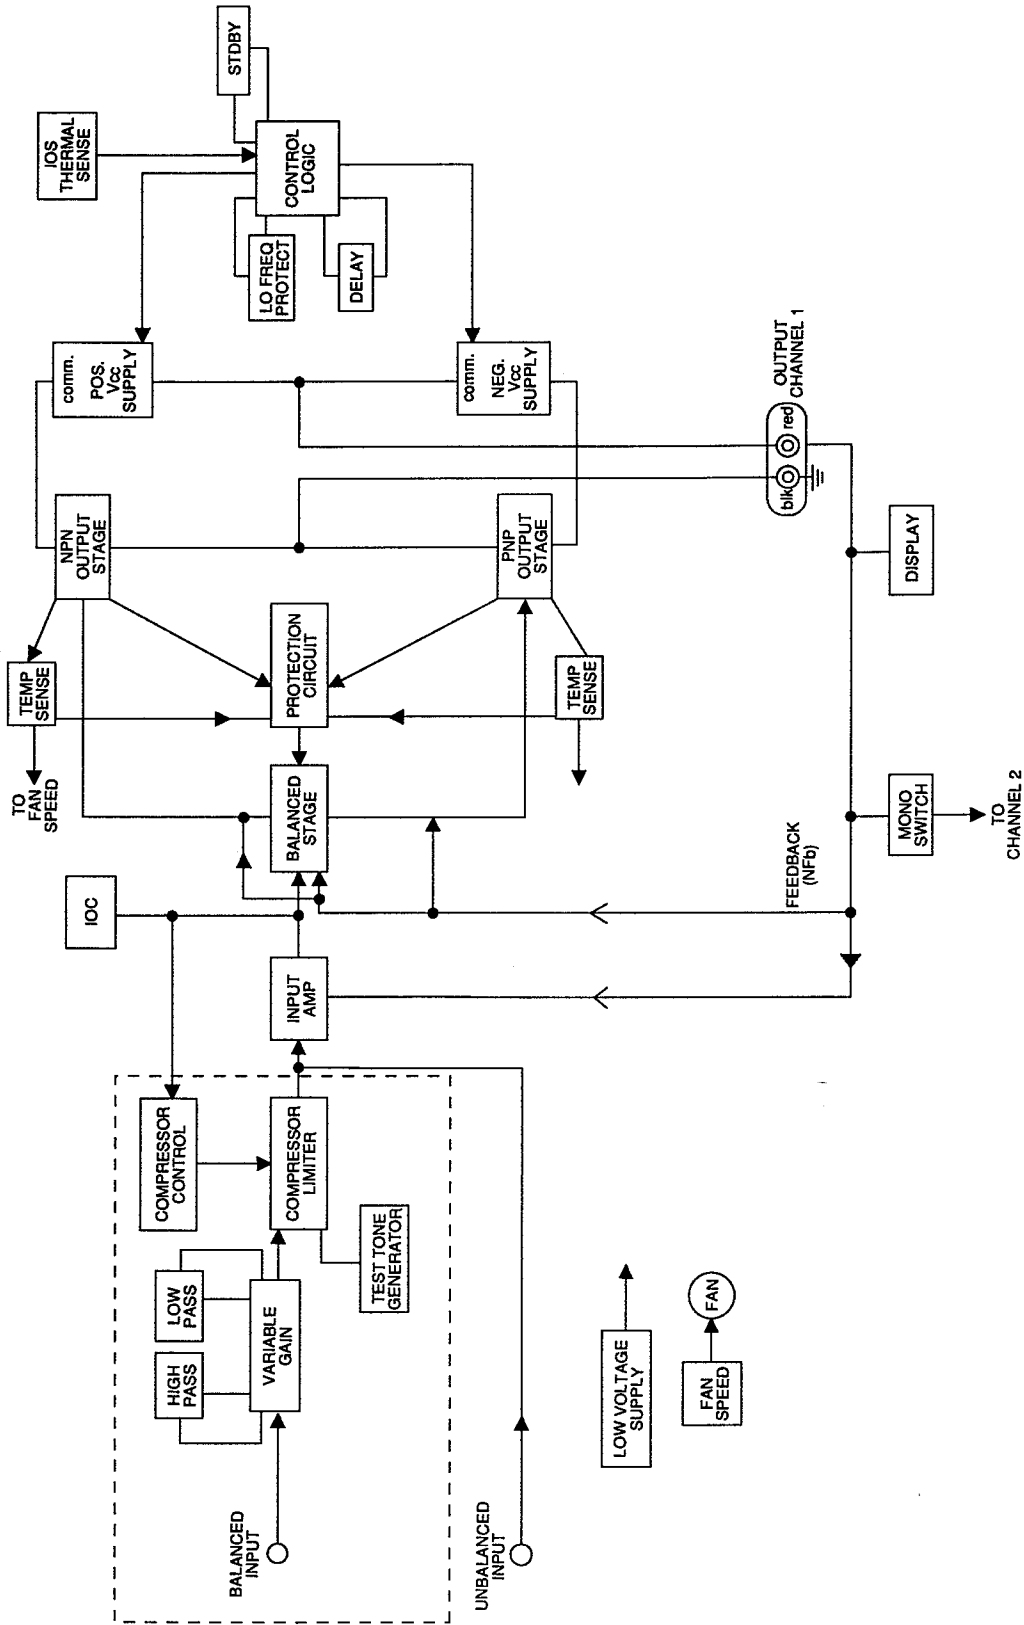 BALANCED
INPUT
UNBALANCED
INPUT
HIGH
PASS
LOW
PASS
VARIABLE
GAIN
COMPRESSOR
CONTROL
COMPRESSOR
LIMITER
TEST TONE
GENERATOR
LOW VOLTAGE
SUPPLY
FAN
SPEED
FAN
INPUT
AMP
IOC
BALANCED
STAGE
PROTECTION
CIRCUIT
TO
FAN
SPEED
TEMP
SENSE
TEMP
SENSE
NPN
OUTPUT
STAGE
PNP
OUTPUT
STAGE
comm.
POS.
Vcc
SUPPLY
comm.
NEG.
Vcc
SUPPLY
LO FREQ
PROTECT
DELAY
CONTROL
LOGIC
IOS
THERMAL
SENSE
STDBY
FEEDBACK
(NFb)
MONO
SWITCH
TO
CHANNEL 2
DISPLAY
blk
red
OUTPUT
CHANNEL 1